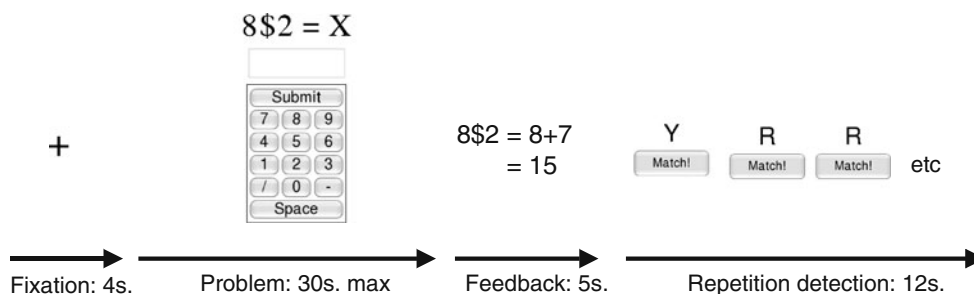 8$2 = X
Submit
7 8 9
4 5 6
1 2 3
/ 0 -
Space
+
8$2 = 8+7
= 15
Y R R
Match! Match! Match! etc
Fixation: 4s. Problem: 30s. max Feedback: 5s. Repetition detection: 12s.